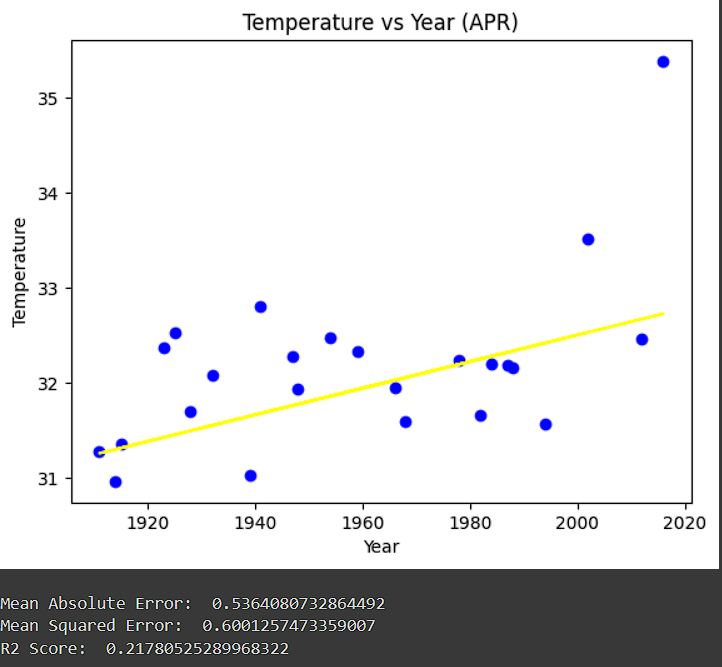 Temperature vs Year (APR)
35
34
33
32
31
Temperature
1920 1940 1960 1980 2000 2020
Year
Mean Absolute Error:  0.5364080732864492
Mean Squared Error:  0.6001257473359007
R2 Score:  0.21780525289968322